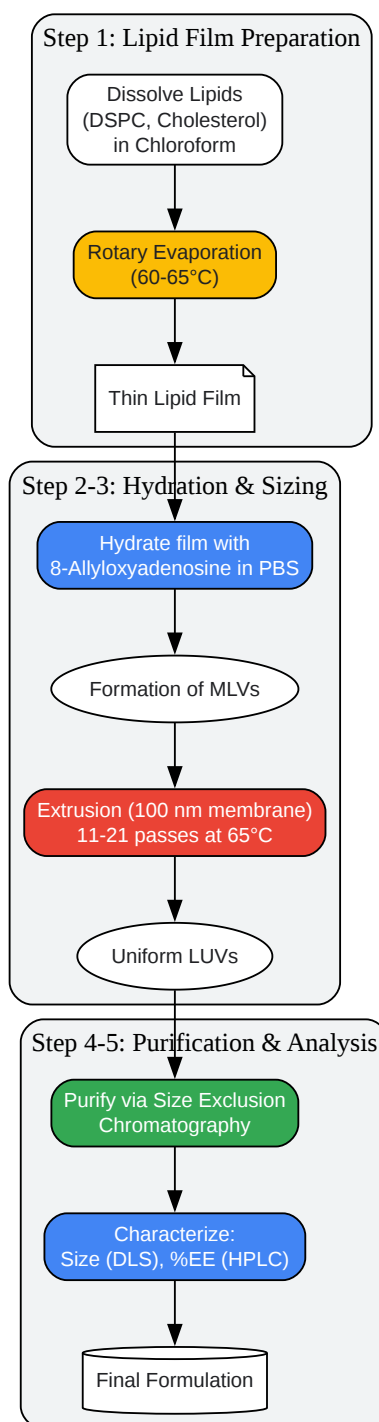 Step 1: Lipid Film Preparation
Dissolve Lipids
(DSPC, Cholesterol)
in Chloroform
Rotary Evaporation
(60-65°C)
Thin Lipid Film
Step 2-3: Hydration & Sizing
Hydrate film with
8-Allyloxyadenosine in PBS
Formation of MLVs
Extrusion (100 nm membrane)
11-21 passes at 65°C
Uniform LUVs
Step 4-5: Purification & Analysis
Purify via Size Exclusion
Chromatography
Characterize:
Size (DLS), %EE (HPLC)
Final Formulation